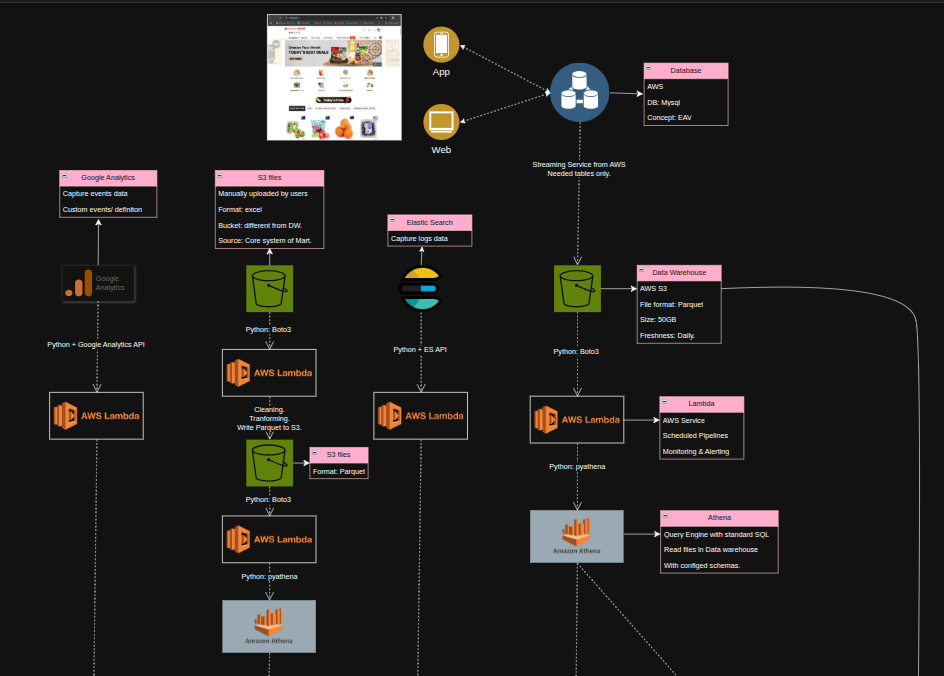 TODAY'S BEST DEALS
App
Web
Database
AWS
DB: Mysql
Concept: EAV
Streaming Service from AWS
Needed tables only.
Google Analytics
Capture events data
Custom events/ definiton
S3 files
Manually uploaded by users
Format: excel
Bucket: different from DW.
Source: Core system of Mart.
Elastic Search
Capture logs data
Data Warehouse
AWS S3
File format: Parquet
Size: 50GB
Freshness: Daily.
Google
Analytics
Python: Boto3
Python + Google Analytics API
Python + ES API
Python: Boto3
AWS Lambda
AWS Lambda
AWS Lambda
AWS Lambda
Lambda
AWS Service
Scheduled Pipelines
Monitoring & Alerting
Cleaning.
Tranforming.
Write Parquet to S3.
S3 files
Format: Parquet
Python: pyathena
Python: Boto3
AWS Lambda
Amazon Athena
Athena
Query Engine with standard SQL
Read files in Data warehouse
With configed schemas.
Python: pyathena
Amazon Athena